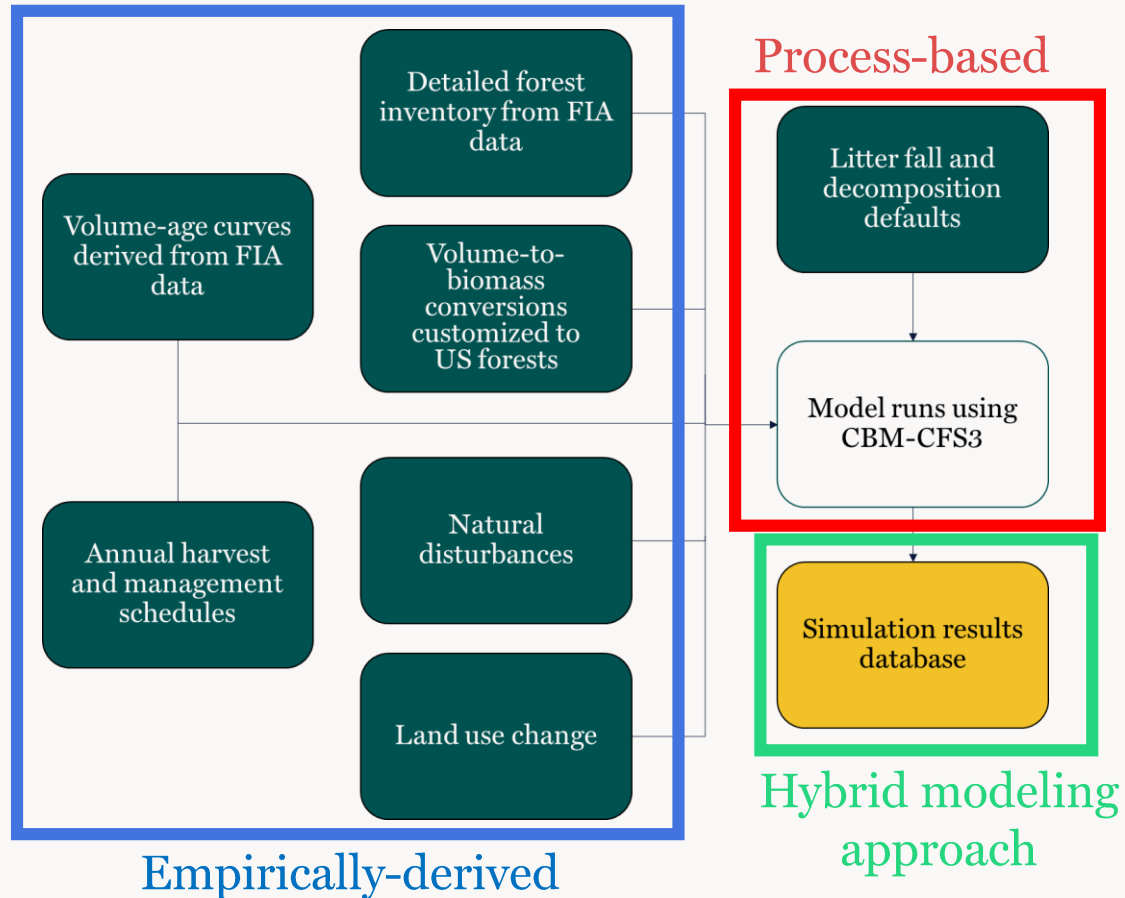 Process-based
Detailed forest
inventory from FIA
data
Litter fall and
decomposition
defaults
Volume-age curves
derived from FIA
data
Volume-to-
biomass
conversions
customized to
US forests
Model runs using
CBM-CFS3
Annual harvest
and management
schedules
Natural
disturbances
Simulation results
database
Land use change
Hybrid modeling
approach
Empirically-derived